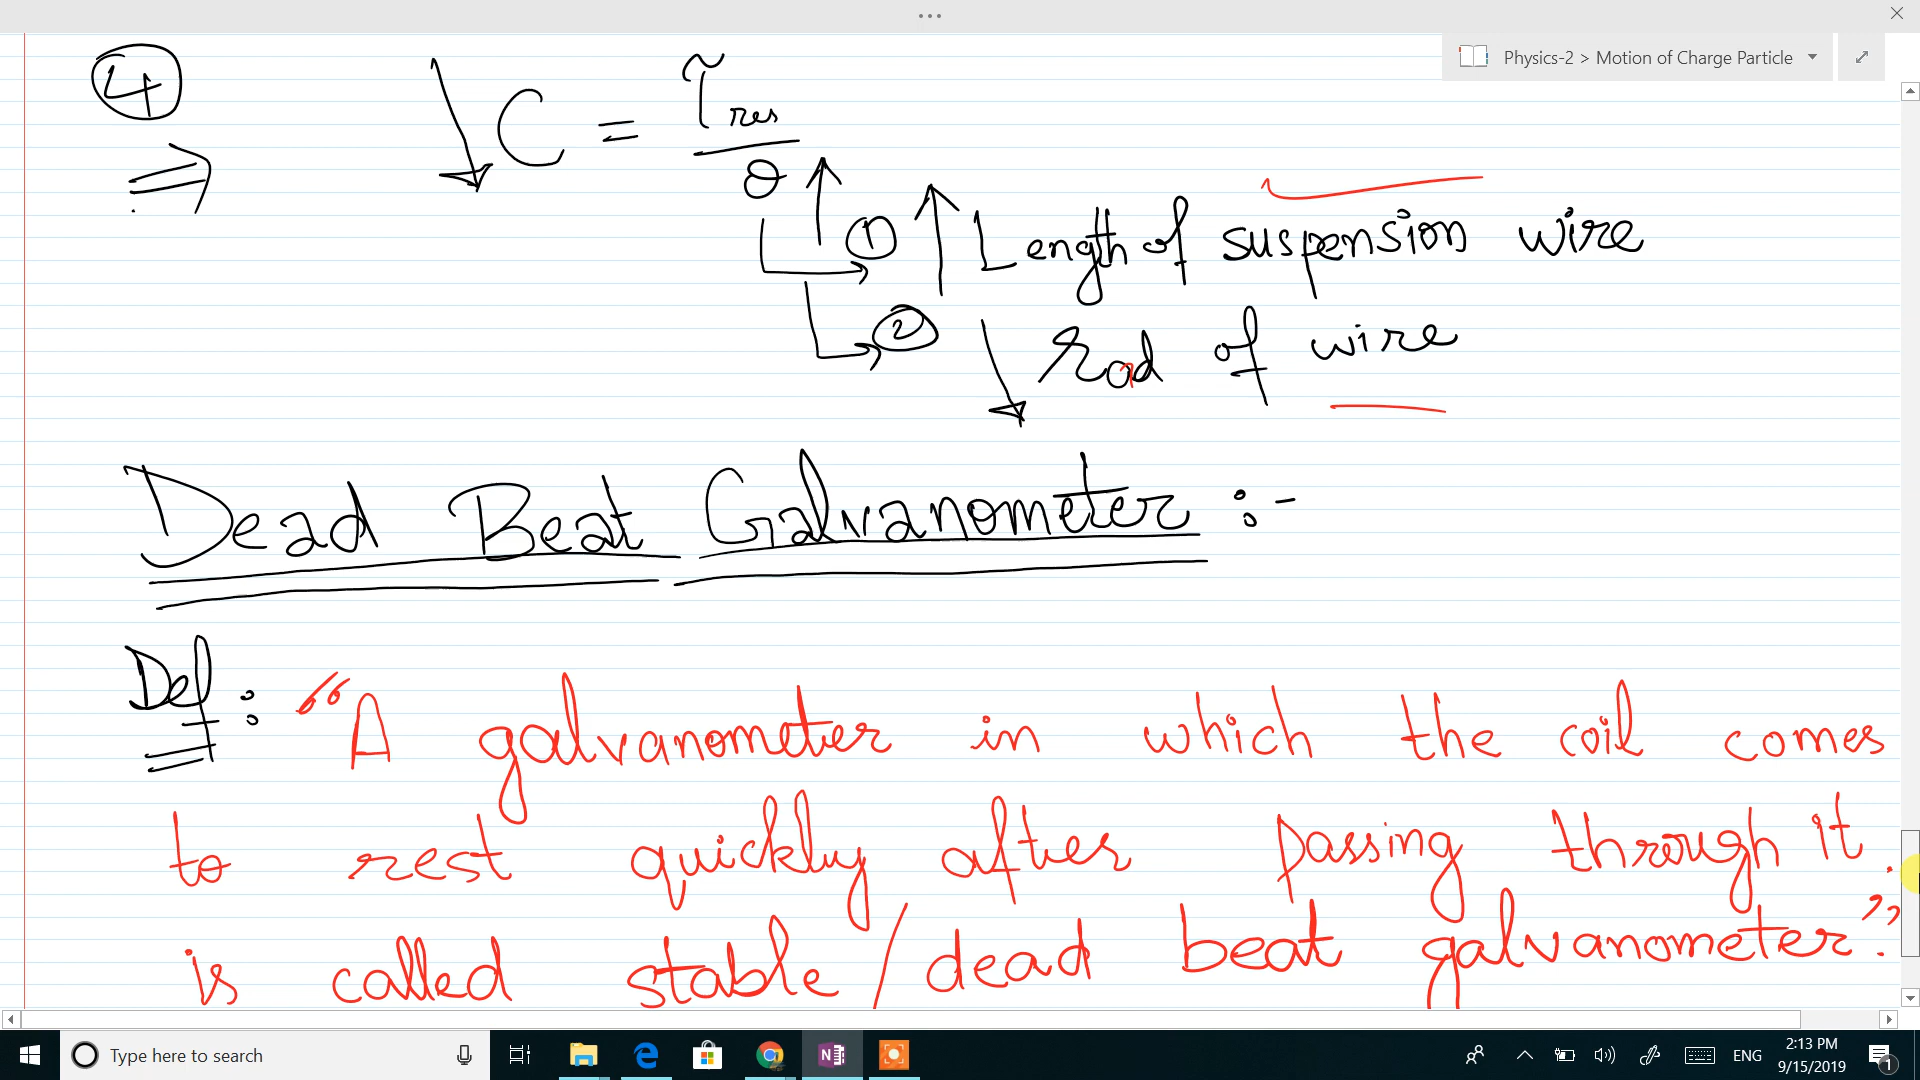 Physics-2 > Motion of Charge Particle
④ C = τres / θ
⇒
① Length of suspension wire
② Rad of wire
Dead Beat Galvanometer :-
Def : “A galvanometer in which the coil comes
to rest quickly after passing through it.
is called stable / dead beat galvanometer.”
Type here to search
ENG
2:13 PM
9/15/2019
1